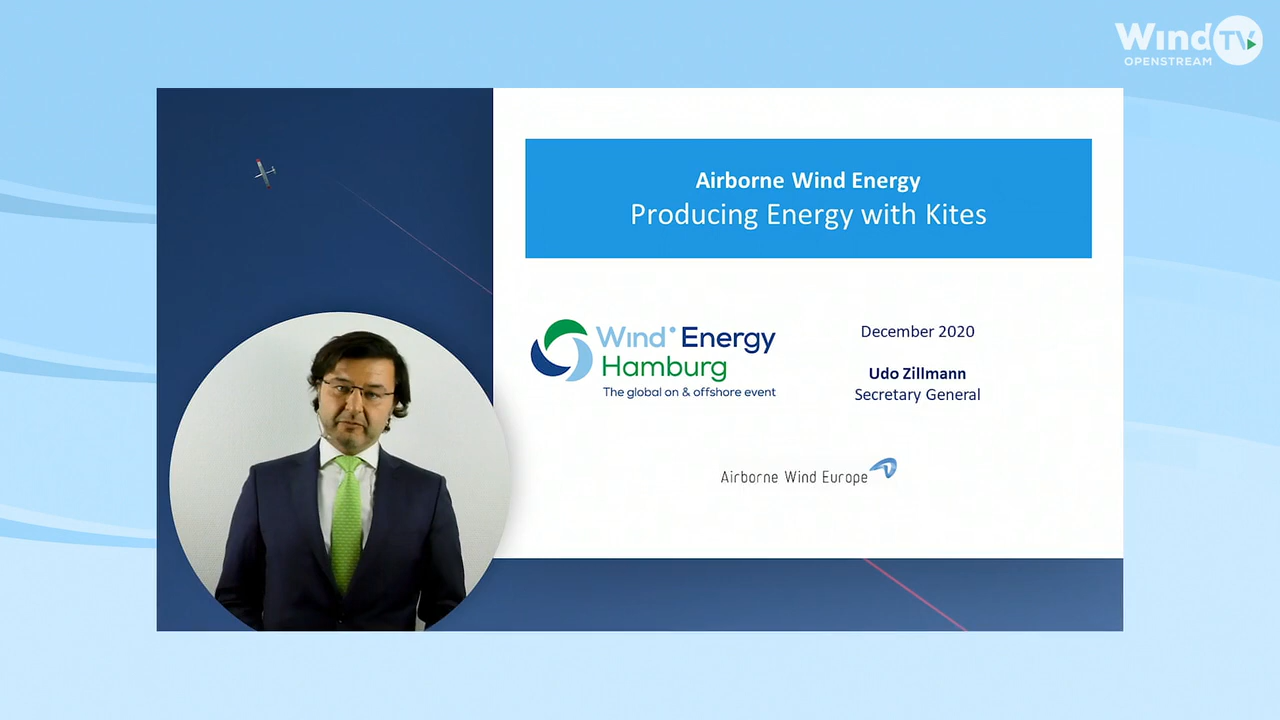 WindTV
OPENSTREAM
Airborne Wind Energy
Producing Energy with Kites
Wind Energy
Hamburg
The global on & offshore event
December 2020
Udo Zillmann
Secretary General
Airborne Wind Europe